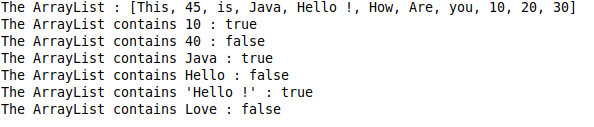 The ArrayList : [This, 45, is, Java, Hello !, How, Are, you, 10, 20, 30]
The ArrayList contains 10 : true
The ArrayList contains 40 : false
The ArrayList contains Java : true
The ArrayList contains Hello : false
The ArrayList contains 'Hello !' : true
The ArrayList contains Love : false